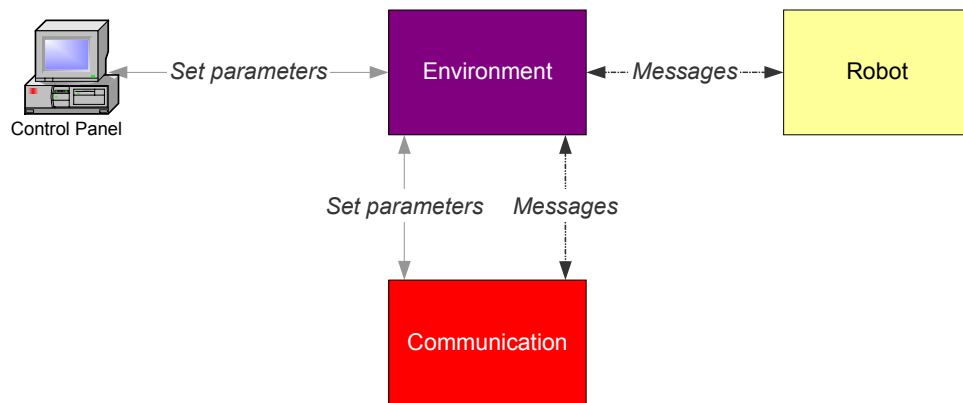 Set parameters
Environment
Messages
Robot
Control Panel
Set parameters
Messages
Communication